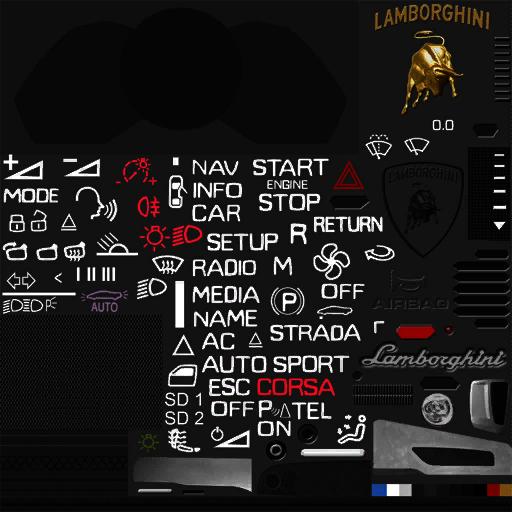 LAMBORGHINI
0.0
NAV START
ENGINE
MODE INFO STOP
LAMBORGHINI
CAR
RETURN
SETUP R
RADIO M
MEDIA P OFF
AIRBAG
AUTO
NAME
STRADA
AC
Lamborghini
AUTO SPORT
ESC CORSA
SD 1
OFF P TEL
SD 2
ON